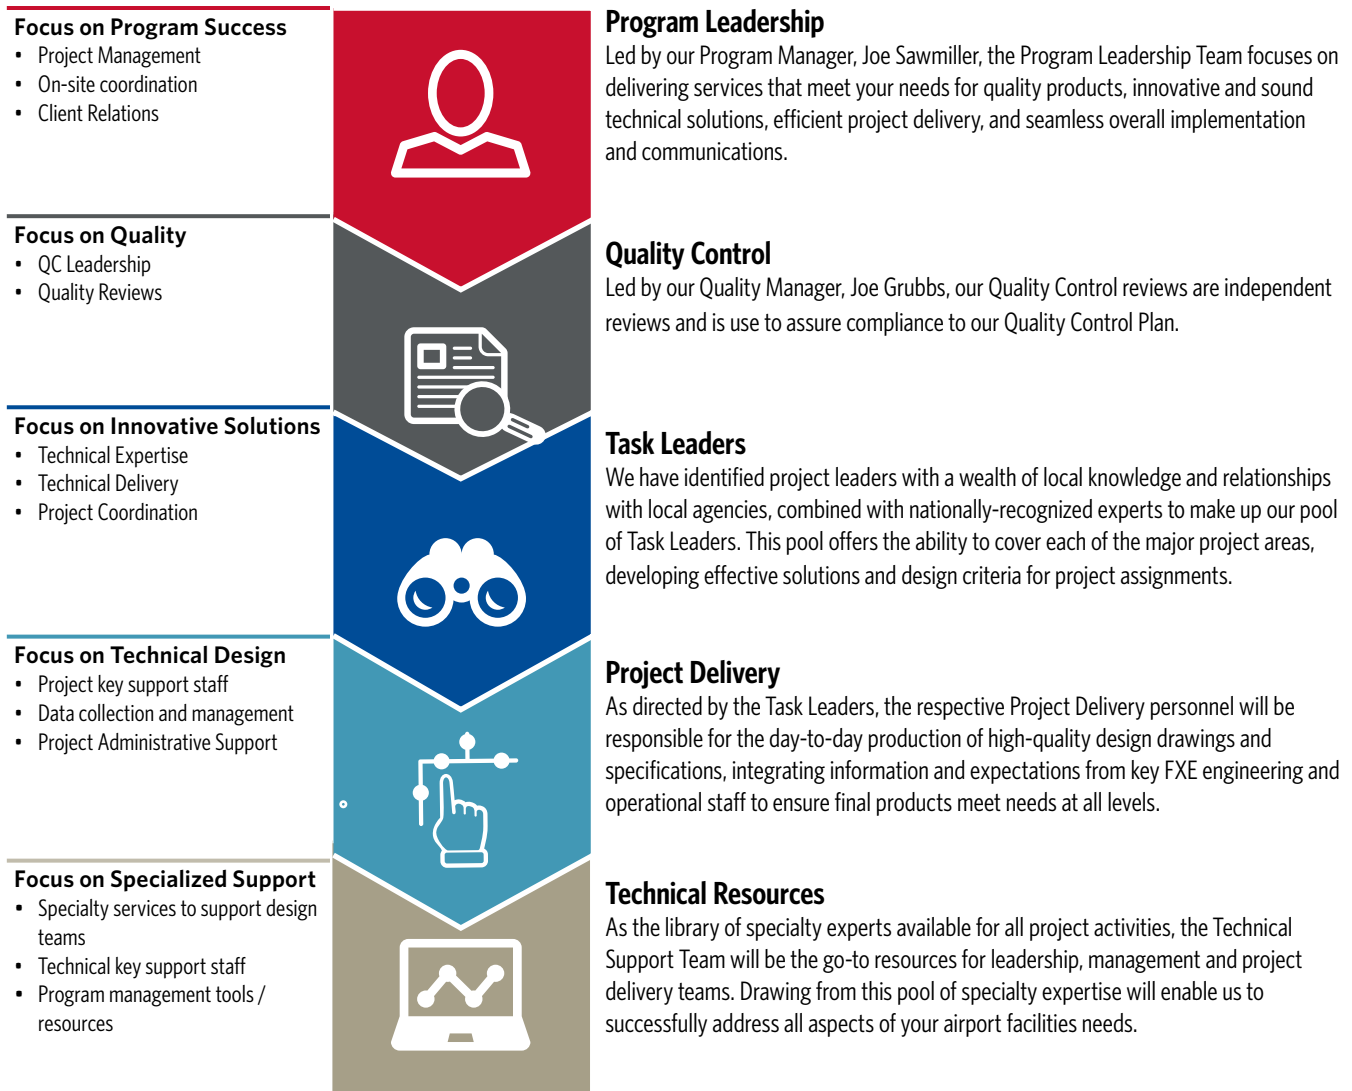 Focus on Program Success
• Project Management
• On-site coordination
• Client Relations
Program Leadership
Led by our Program Manager, Joe Sawmiller, the Program Leadership Team focuses on
delivering services that meet your needs for quality products, innovative and sound
technical solutions, efficient project delivery, and seamless overall implementation
and communications.
Focus on Quality
• QC Leadership
• Quality Reviews
Quality Control
Led by our Quality Manager, Joe Grubbs, our Quality Control reviews are independent
reviews and is use to assure compliance to our Quality Control Plan.
Focus on Innovative Solutions
• Technical Expertise
• Technical Delivery
• Project Coordination
Task Leaders
We have identified project leaders with a wealth of local knowledge and relationships
with local agencies, combined with nationally-recognized experts to make up our pool
of Task Leaders. This pool offers the ability to cover each of the major project areas,
developing effective solutions and design criteria for project assignments.
Focus on Technical Design
• Project key support staff
• Data collection and management
• Project Administrative Support
Project Delivery
As directed by the Task Leaders, the respective Project Delivery personnel will be
responsible for the day-to-day production of high-quality design drawings and
specifications, integrating information and expectations from key FXE engineering and
operational staff to ensure final products meet needs at all levels.
Focus on Specialized Support
• Specialty services to support design
teams
• Technical key support staff
• Program management tools /
resources
Technical Resources
As the library of specialty experts available for all project activities, the Technical
Support Team will be the go-to resources for leadership, management and project
delivery teams. Drawing from this pool of specialty expertise will enable us to
successfully address all aspects of your airport facilities needs.